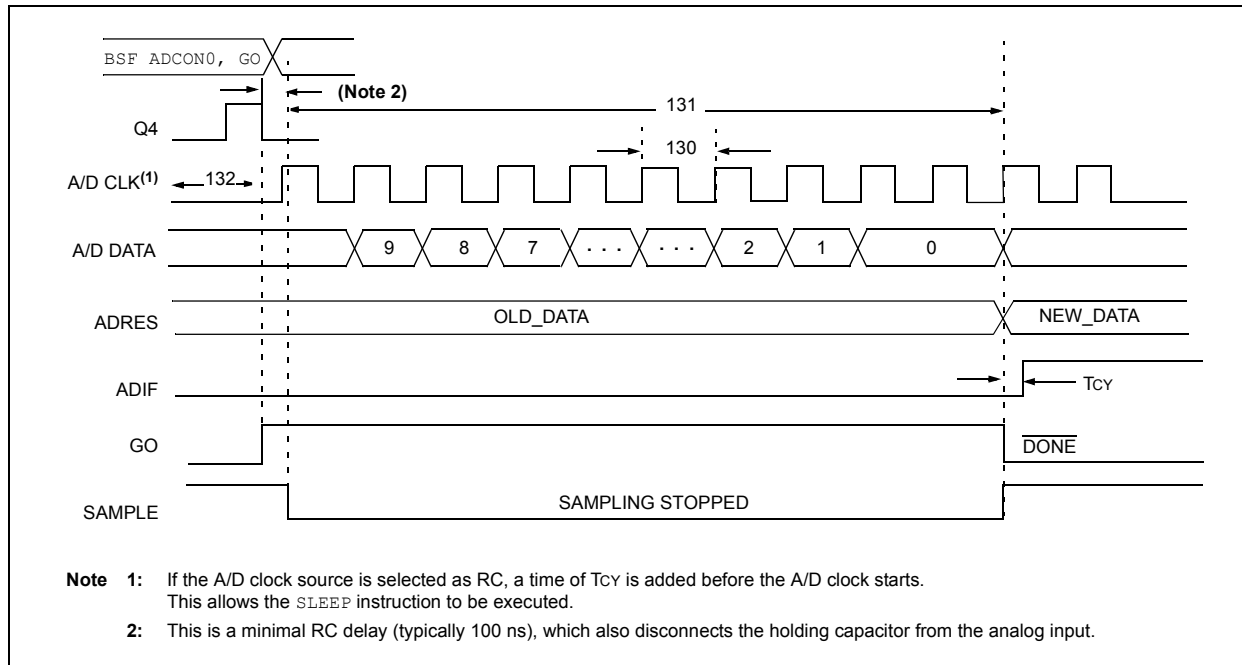 BSF ADCON0, GO
(Note 2)
131
Q4
130
A/D CLK(1)
132
A/D DATA
9 8 7 . . . . . . 2 1 0
ADRES
OLD_DATA
NEW_DATA
ADIF
TCY
GO
DONE
SAMPLE
SAMPLING STOPPED
Note 1: If the A/D clock source is selected as RC, a time of TCY is added before the A/D clock starts.
This allows the SLEEP instruction to be executed.
2: This is a minimal RC delay (typically 100 ns), which also disconnects the holding capacitor from the analog input.